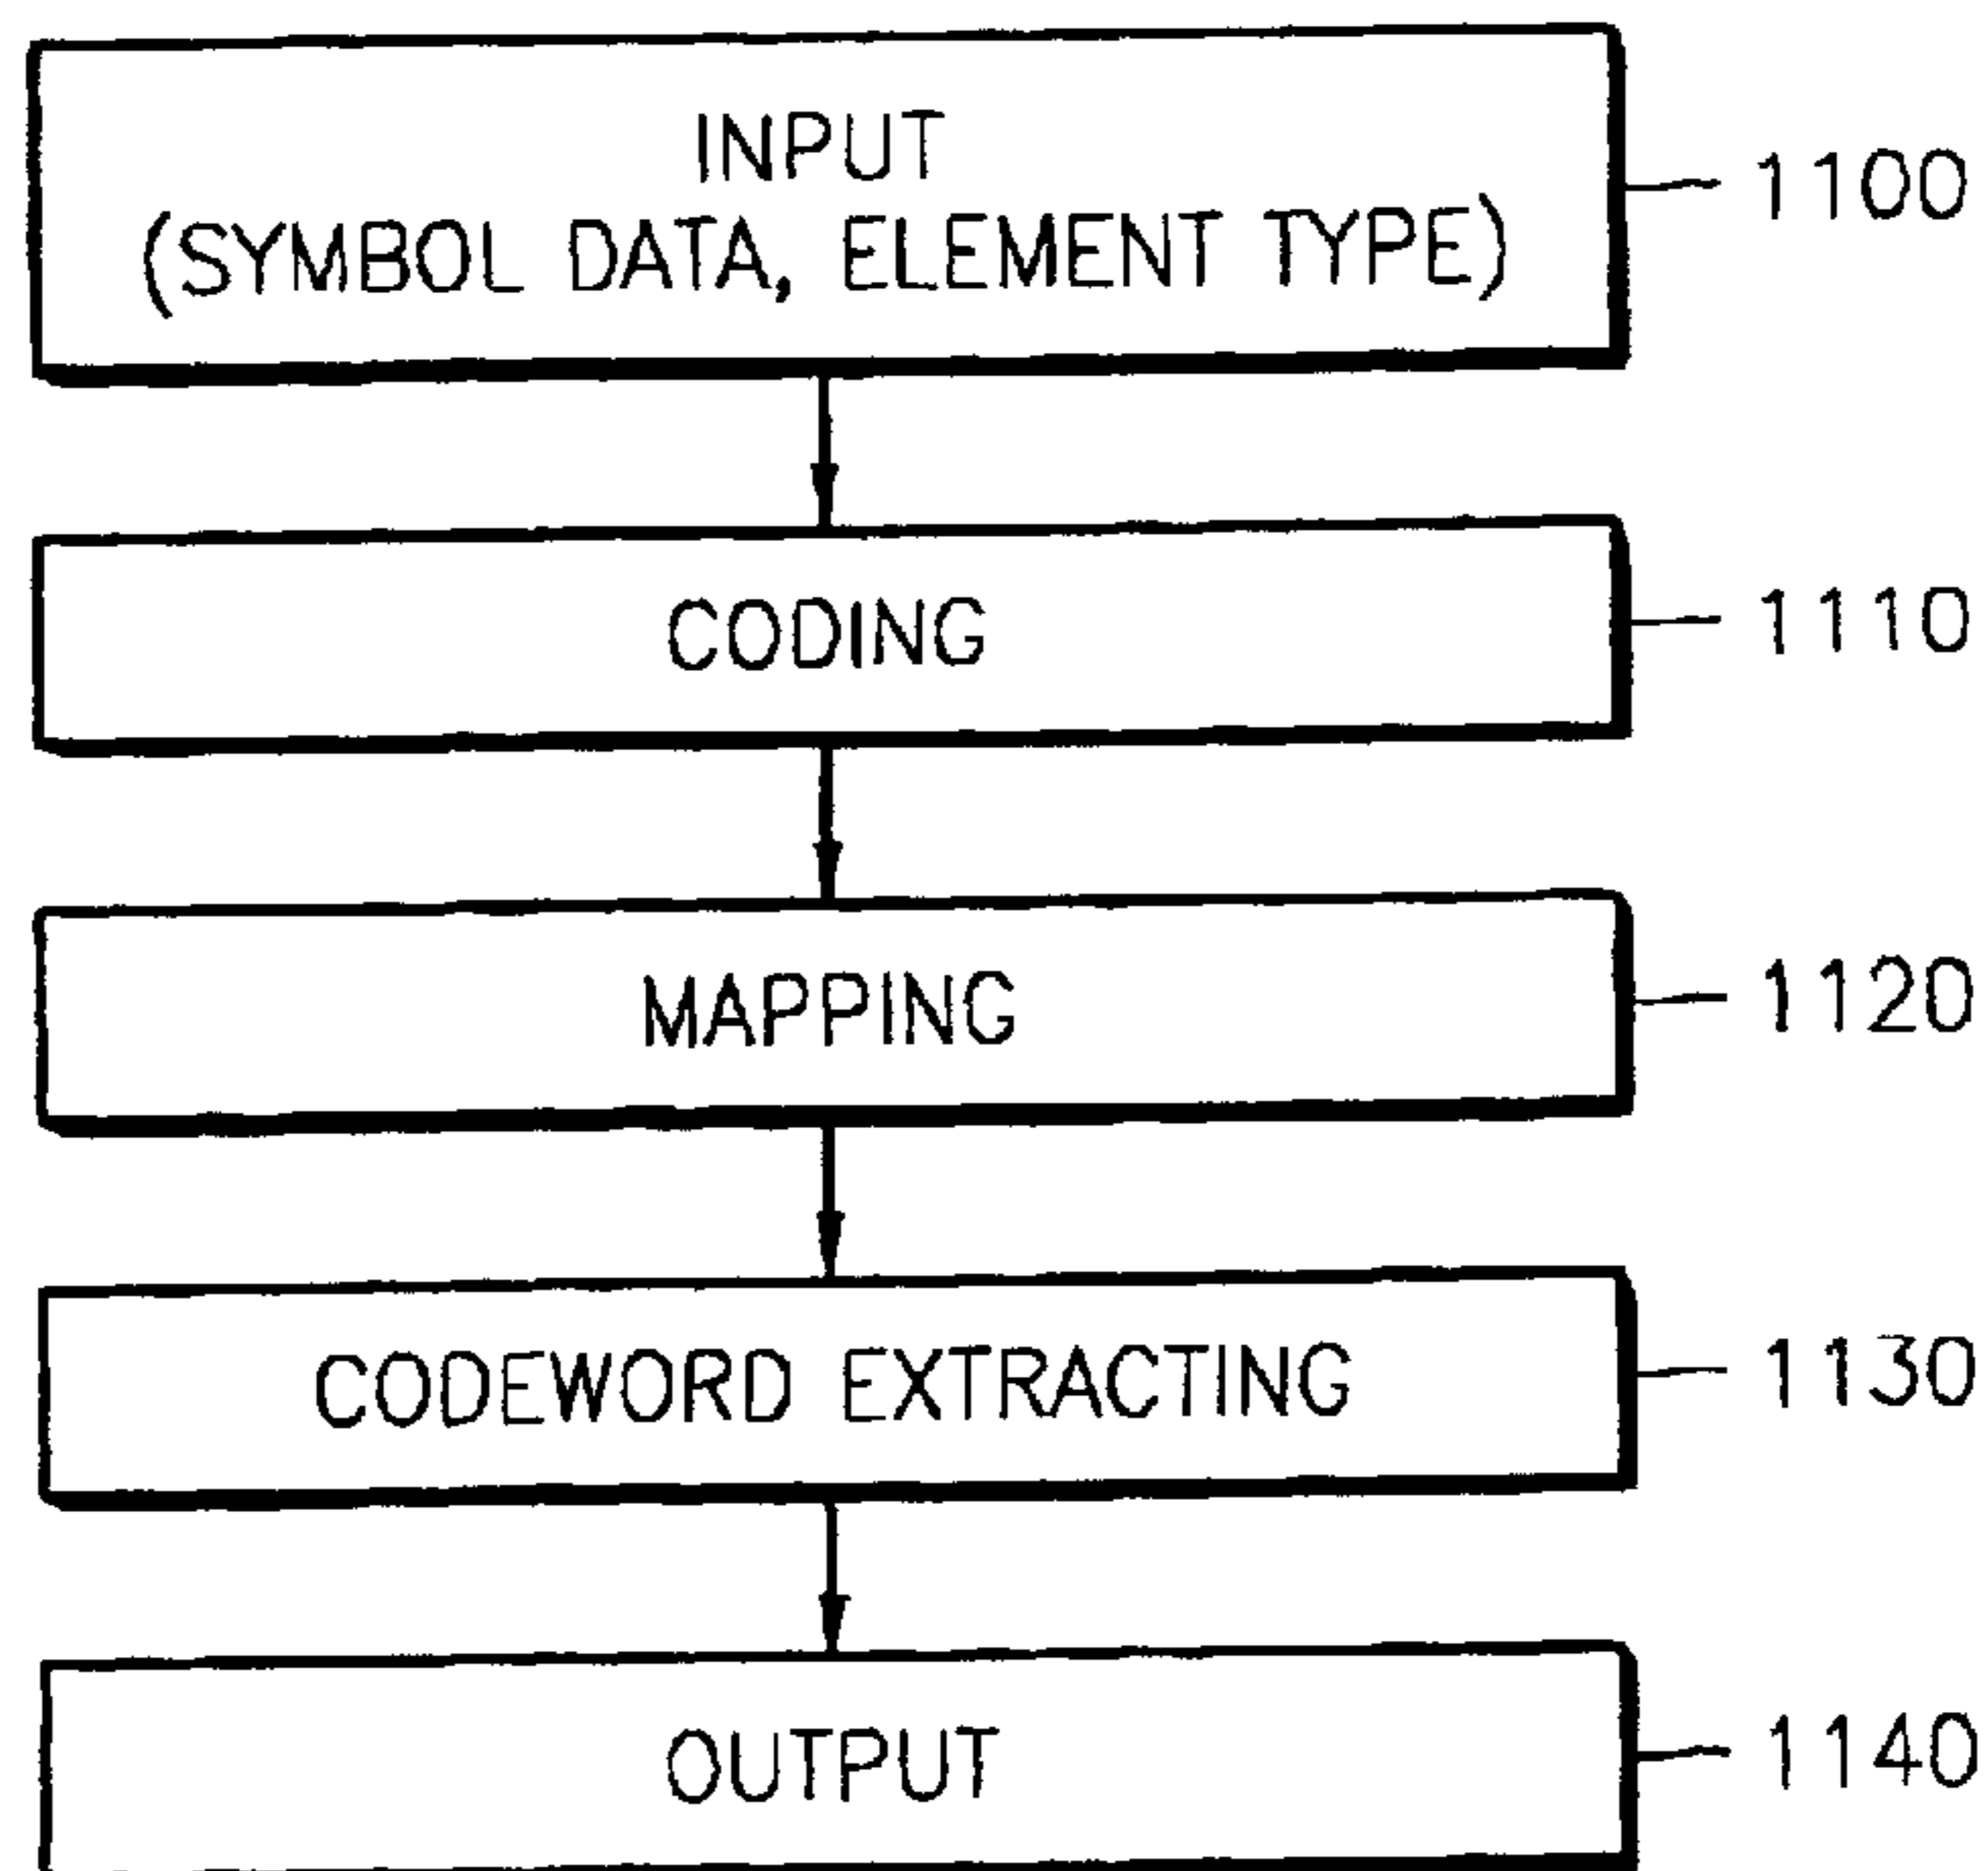 INPUT
(SYMBOL DATA, ELEMENT TYPE)
1100
CODING
1110
MAPPING
1120
CODEWORD EXTRACTING
1130
OUTPUT
1140